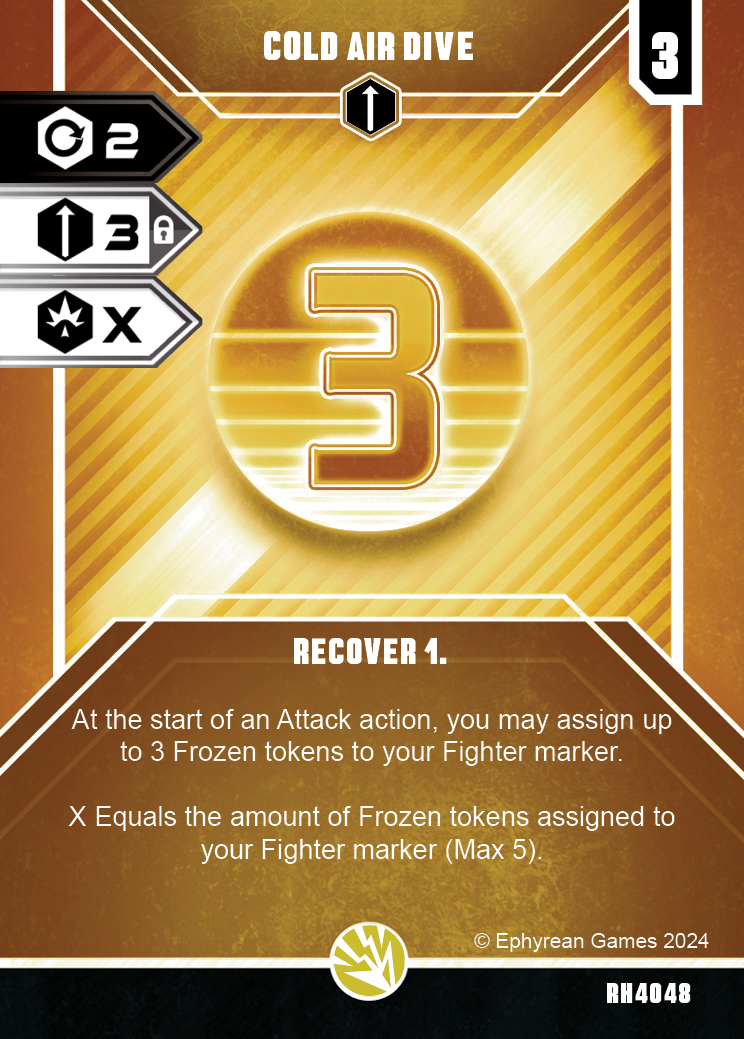 COLD AIR DIVE
3
2
3
X
3
RECOVER 1.
At the start of an Attack action, you may assign up
to 3 Frozen tokens to your Fighter marker.
X Equals the amount of Frozen tokens assigned to
your Fighter marker (Max 5).
© Ephyrean Games 2024
RH4048